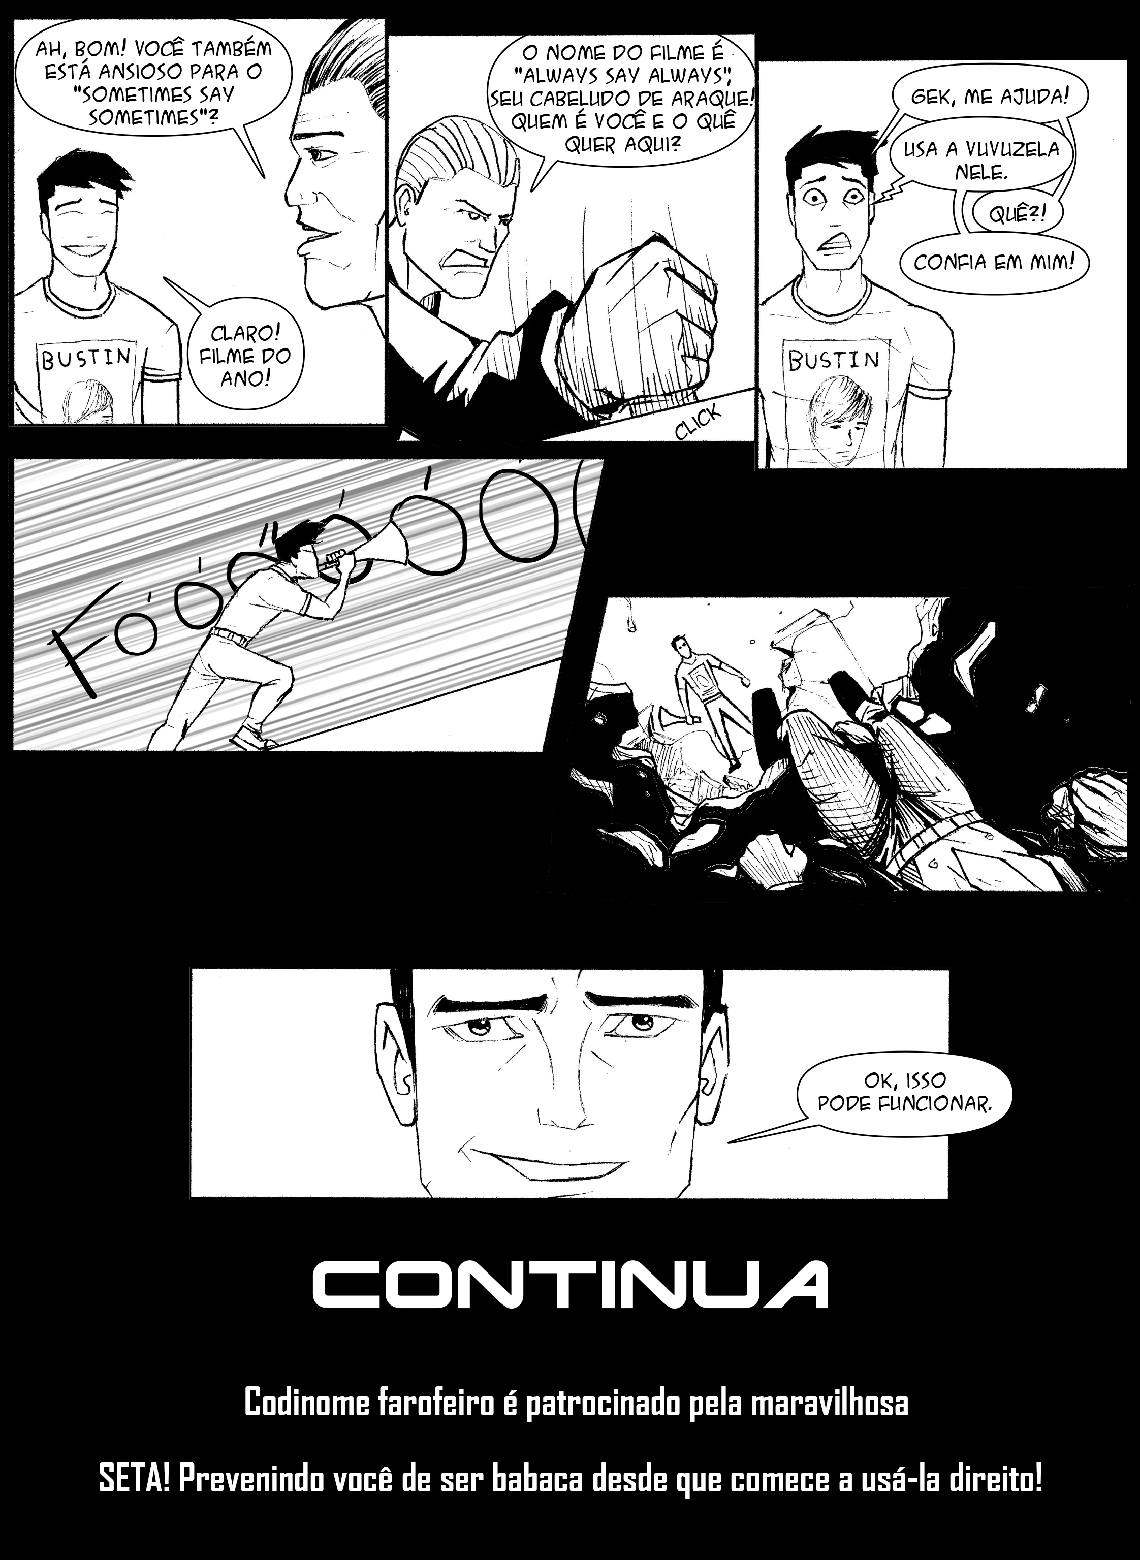 AH, BOM! VOCÊ TAMBÉM
ESTÁ ANSIOSO PARA O
"SOMETIMES SAY
SOMETIMES"?
CLARO!
FILME DO
ANO!
BUSTIN
O NOME DO FILME É
"ALWAYS SAY ALWAYS",
SEU CABELUDO DE ARAQUE!
QUEM É VOCÊ E O QUÊ
QUER AQUI?
CLICK
GEK, ME AJUDA!
USA A VUVUZELA
NELE.
QUÊ?!
CONFIA EM MIM!
BUSTIN
FÓÓÓÓÓÓ
OK, ISSO
PODE FUNCIONAR.
CONTINUA
Codinome farofeiro é patrocinado pela maravilhosa
SETA! Prevenindo você de ser babaca desde que comece a usá-la direito!